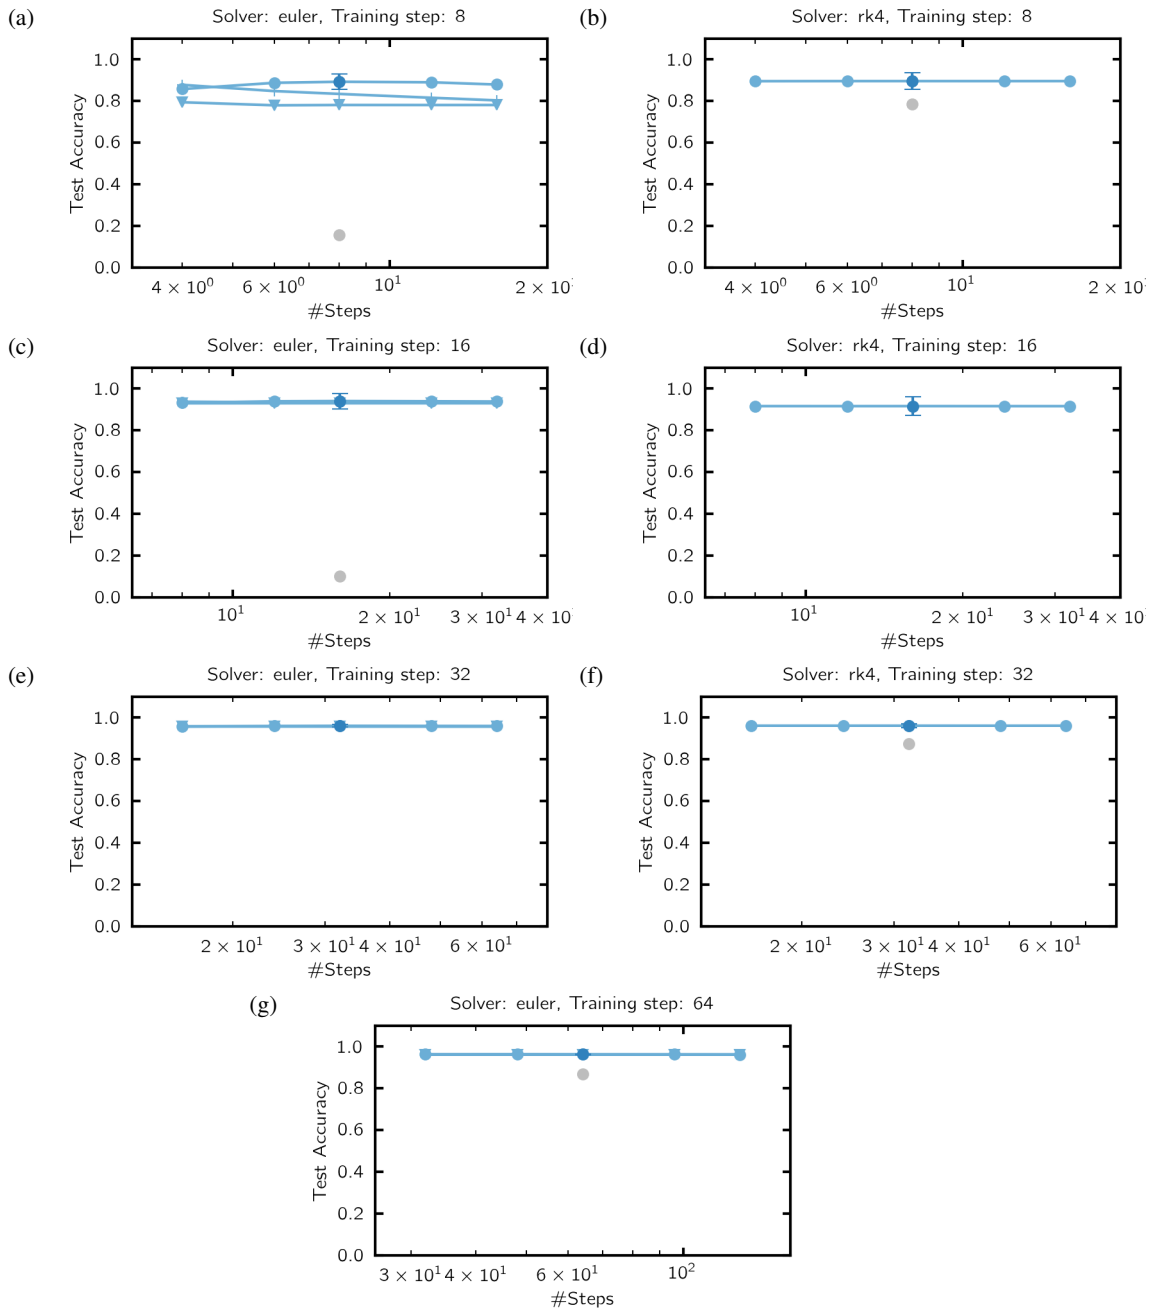 (a)
Solver: euler, Training step: 8
Test Accuracy
1.0
0.8
0.6
0.4
0.2
0.0
4 × 10⁰ 6 × 10⁰ 10¹ 2 × 10
#Steps
(b)
Solver: rk4, Training step: 8
Test Accuracy
1.0
0.8
0.6
0.4
0.2
0.0
4 × 10⁰ 6 × 10⁰ 10¹ 2 × 10
#Steps
(c)
Solver: euler, Training step: 16
Test Accuracy
1.0
0.8
0.6
0.4
0.2
0.0
10¹ 2 × 10¹ 3 × 10¹ 4 × 10
#Steps
(d)
Solver: rk4, Training step: 16
Test Accuracy
1.0
0.8
0.6
0.4
0.2
0.0
10¹ 2 × 10¹ 3 × 10¹ 4 × 10
#Steps
(e)
Solver: euler, Training step: 32
Test Accuracy
1.0
0.8
0.6
0.4
0.2
0.0
2 × 10¹ 3 × 10¹ 4 × 10¹ 6 × 10¹
#Steps
(f)
Solver: rk4, Training step: 32
Test Accuracy
1.0
0.8
0.6
0.4
0.2
0.0
2 × 10¹ 3 × 10¹ 4 × 10¹ 6 × 10¹
#Steps
(g)
Solver: euler, Training step: 64
Test Accuracy
1.0
0.8
0.6
0.4
0.2
0.0
3 × 10¹ 4 × 10¹ 6 × 10¹ 10²
#Steps